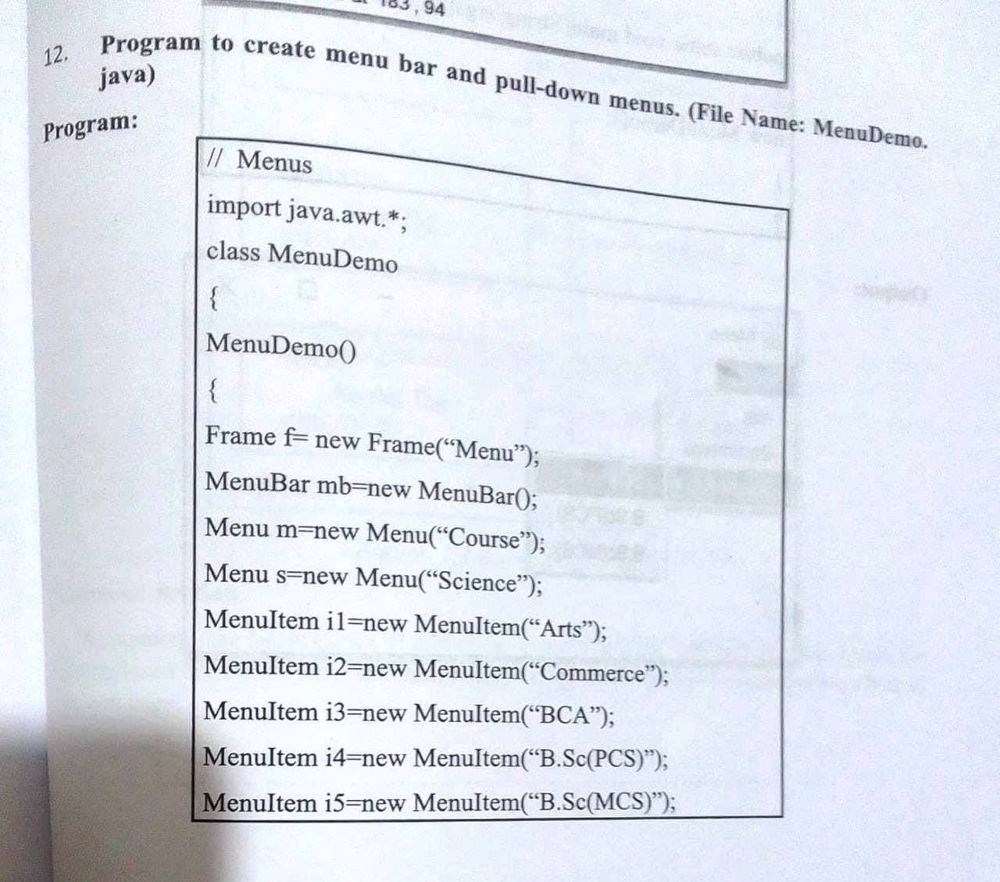 183, 94
12. Program to create menu bar and pull-down menus. (File Name: MenuDemo.
java)
Program:
// Menus
import java.awt.*;
class MenuDemo
{
MenuDemo()
{
Frame f= new Frame(“Menu”);
MenuBar mb=new MenuBar();
Menu m=new Menu(“Course”);
Menu s=new Menu(“Science”);
MenuItem i1=new MenuItem(“Arts”);
MenuItem i2=new MenuItem(“Commerce”);
MenuItem i3=new MenuItem(“BCA”);
MenuItem i4=new MenuItem(“B.Sc(PCS)”);
MenuItem i5=new MenuItem(“B.Sc(MCS)”);